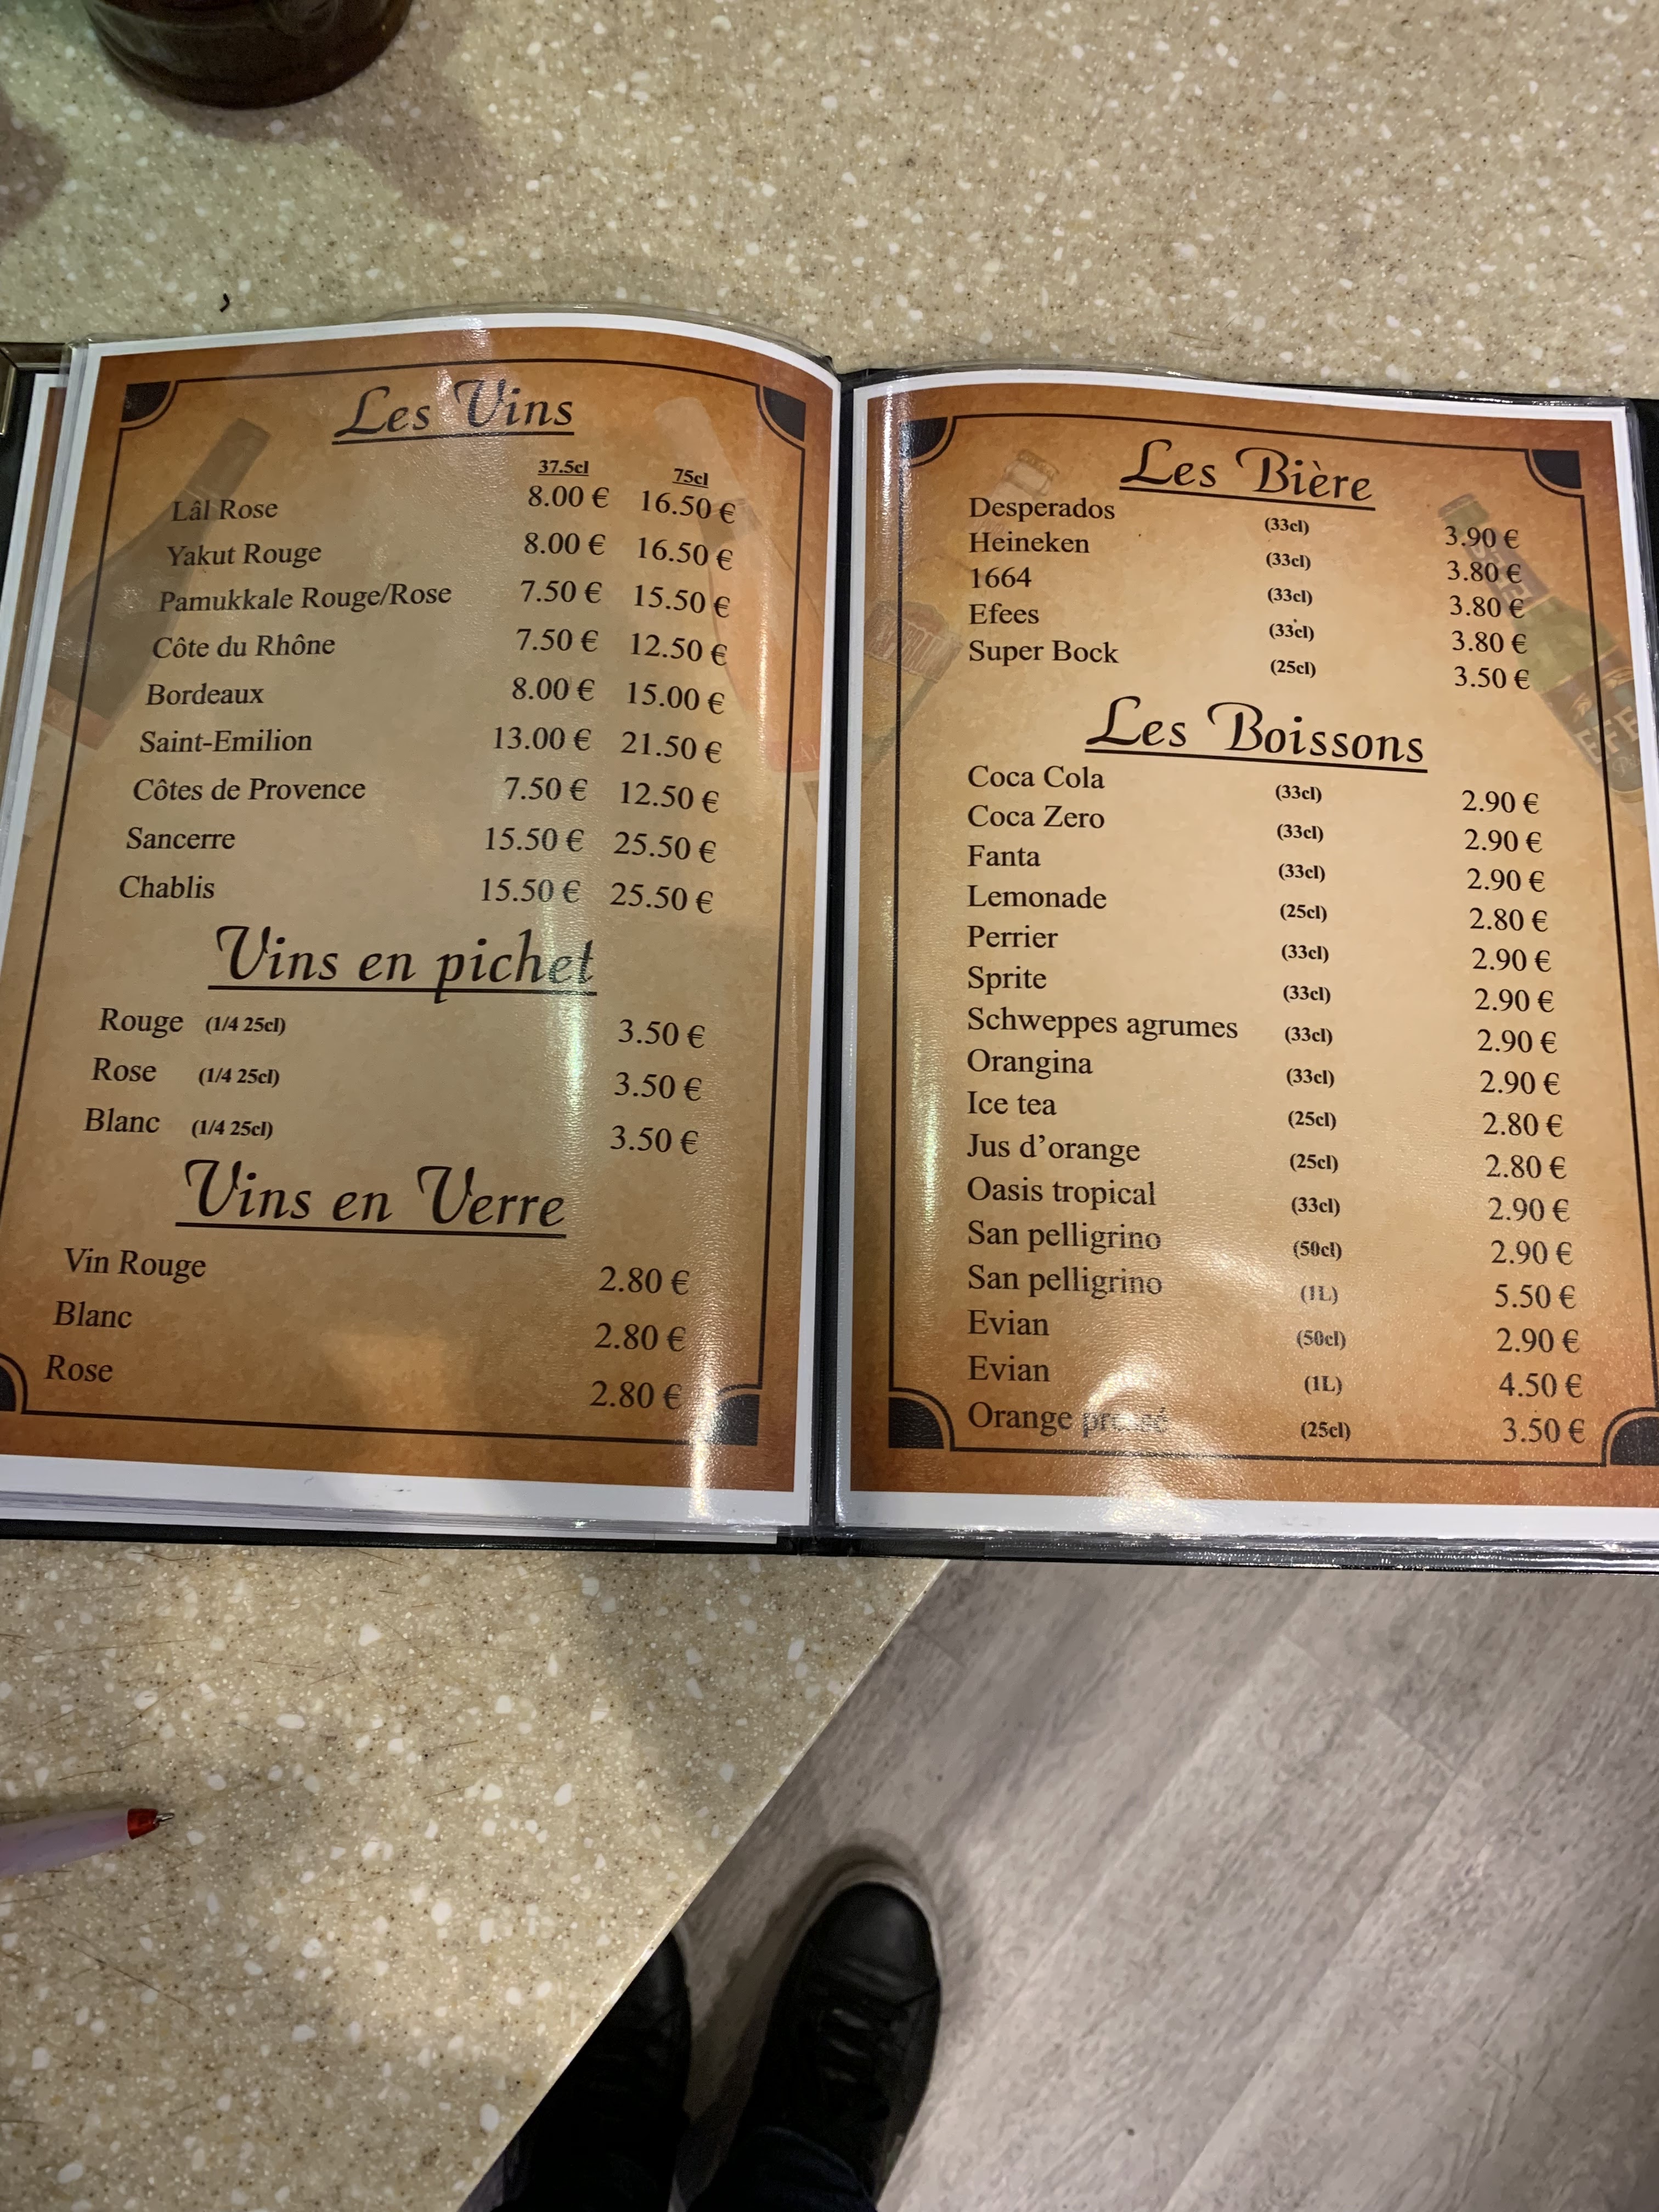 Les Vins
37.5cl 75cl
Lâl Rose 8.00 € 16.50 €
Yakut Rouge 8.00 € 16.50 €
Pamukkale Rouge/Rose 7.50 € 15.50 €
Côte du Rhône 7.50 € 12.50 €
Bordeaux 8.00 € 15.00 €
Saint-Emilion 13.00 € 21.50 €
Côtes de Provence 7.50 € 12.50 €
Sancerre 15.50 € 25.50 €
Chablis 15.50 € 25.50 €
Vins en pichet
Rouge (1/4 25cl) 3.50 €
Rose (1/4 25cl) 3.50 €
Blanc (1/4 25cl) 3.50 €
Vins en Verre
Vin Rouge 2.80 €
Blanc 2.80 €
Rose 2.80 €
Les Bière
Desperados (33cl) 3.90 €
Heineken (33cl) 3.80 €
1664 (33cl) 3.80 €
Efees (33cl) 3.80 €
Super Bock (25cl) 3.50 €
Les Boissons
Coca Cola (33cl) 2.90 €
Coca Zero (33cl) 2.90 €
Fanta (33cl) 2.90 €
Lemonade (25cl) 2.80 €
Perrier (33cl) 2.90 €
Sprite (33cl) 2.90 €
Schweppes agrumes (33cl) 2.90 €
Orangina (33cl) 2.90 €
Ice tea (25cl) 2.80 €
Jus d'orange (25cl) 2.80 €
Oasis tropical (33cl) 2.90 €
San pelligrino (50cl) 2.90 €
San pelligrino (1L) 5.50 €
Evian (50cl) 2.90 €
Evian (1L) 4.50 €
Orange (25cl) 3.50 €